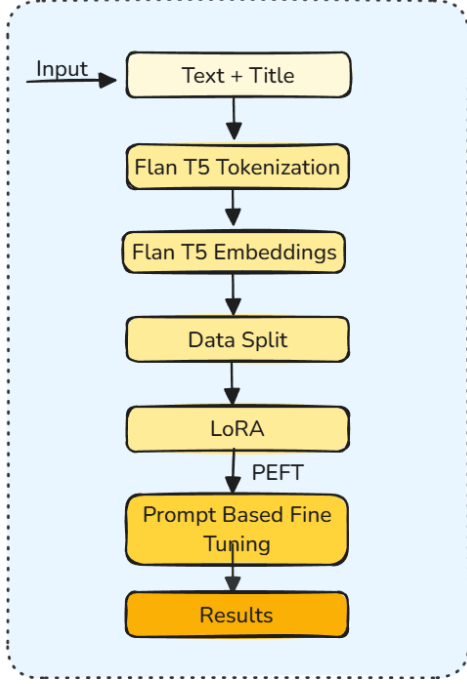 Input
Text + Title
Flan T5 Tokenization
Flan T5 Embeddings
Data Split
LoRA
PEFT
Prompt Based Fine
Tuning
Results